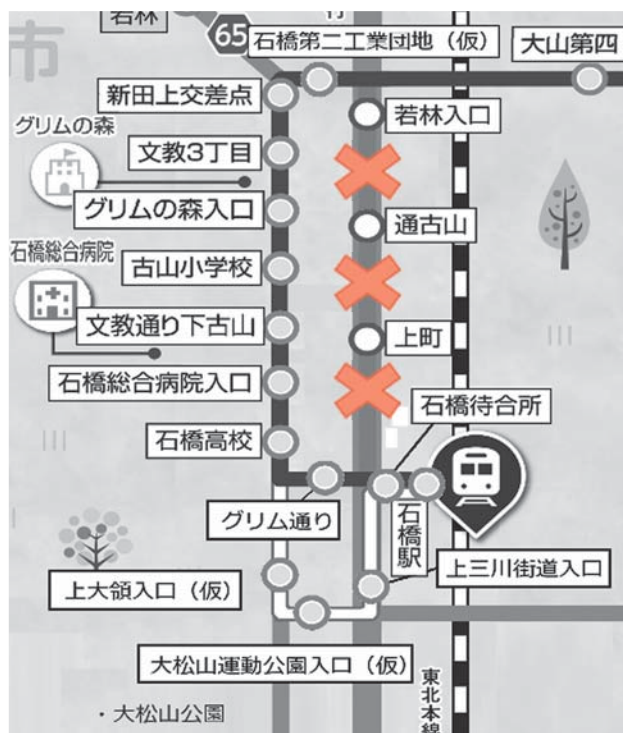 若林
市
65
石橋第二工業団地（仮）
大山第四
新田上交差点
若林入口
グリムの森
文教3丁目
グリムの森入口
通古山
石橋総合病院
古山小学校
文教通り下古山
上町
石橋総合病院入口
石橋待合所
石橋高校
グリム通り
石橋駅
上三川街道入口
上大領入口（仮）
大松山運動公園入口（仮）
東北本線
・大松山公園